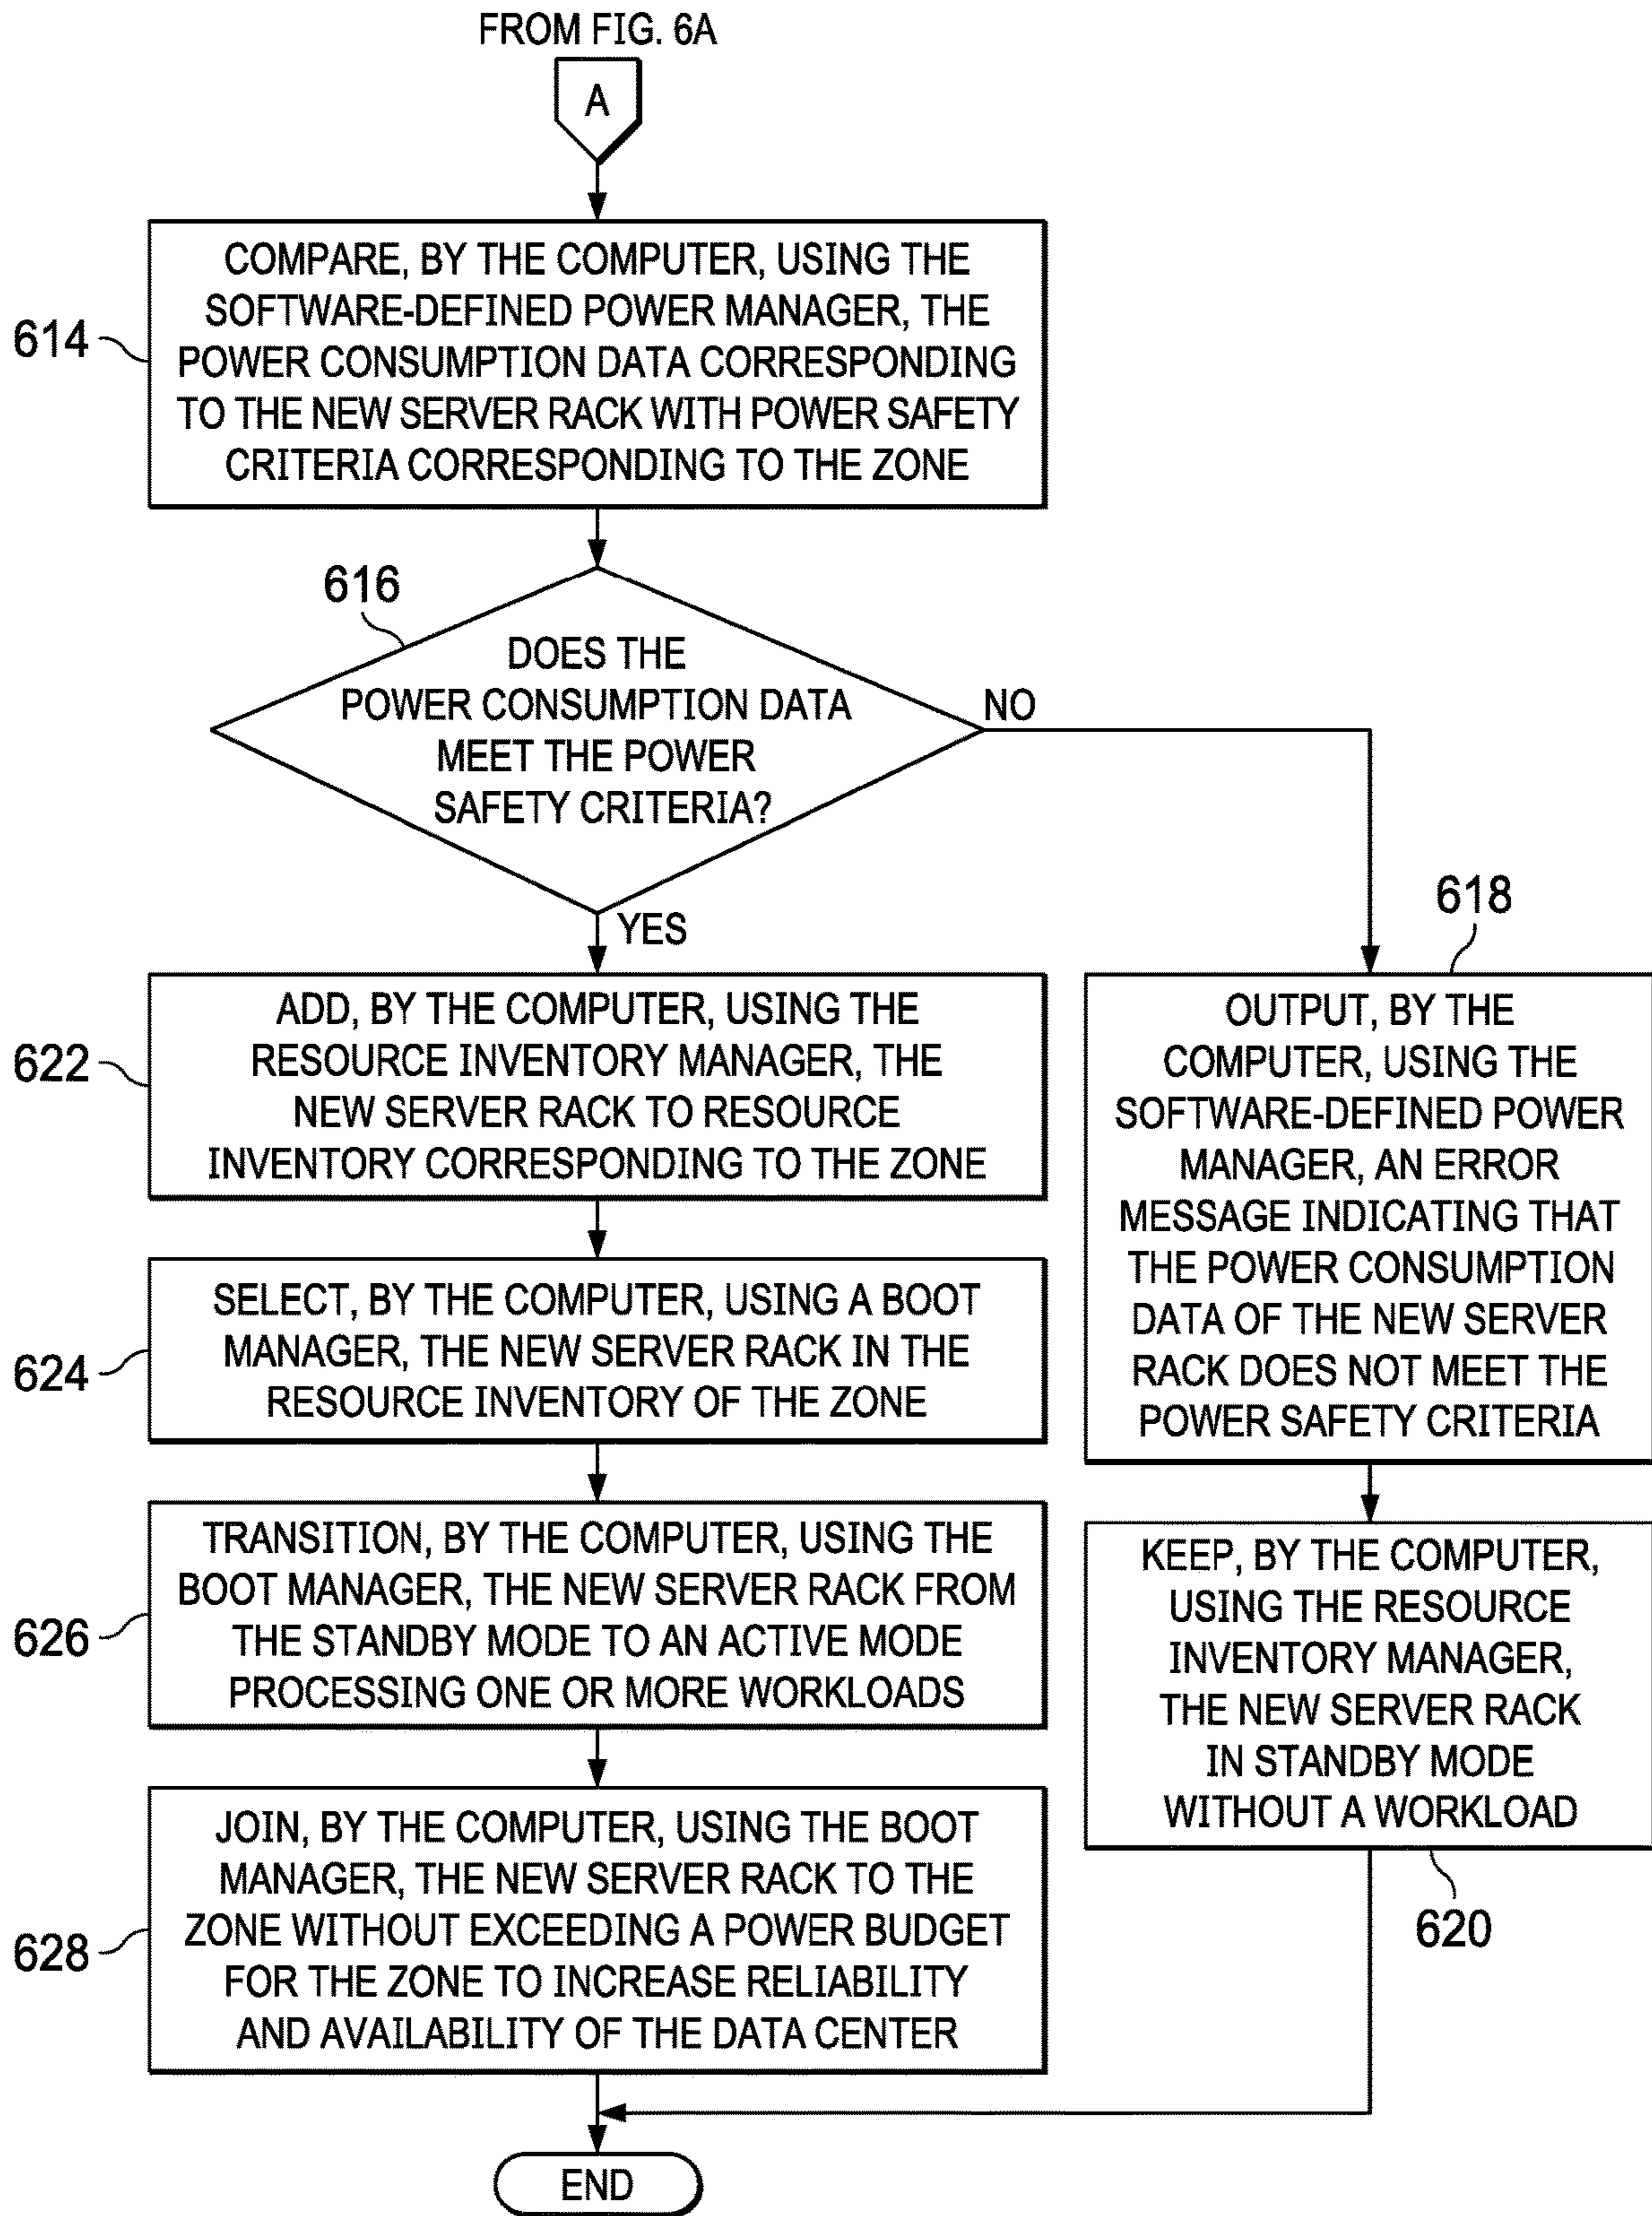 FROM FIG. 6A
A
614
COMPARE, BY THE COMPUTER, USING THE
SOFTWARE-DEFINED POWER MANAGER, THE
POWER CONSUMPTION DATA CORRESPONDING
TO THE NEW SERVER RACK WITH POWER SAFETY
CRITERIA CORRESPONDING TO THE ZONE
616
DOES THE
POWER CONSUMPTION DATA
MEET THE POWER
SAFETY CRITERIA?
NO
YES
618
OUTPUT, BY THE
COMPUTER, USING THE
SOFTWARE-DEFINED POWER
MANAGER, AN ERROR
MESSAGE INDICATING THAT
THE POWER CONSUMPTION
DATA OF THE NEW SERVER
RACK DOES NOT MEET THE
POWER SAFETY CRITERIA
KEEP, BY THE COMPUTER,
USING THE RESOURCE
INVENTORY MANAGER,
THE NEW SERVER RACK
IN STANDBY MODE
WITHOUT A WORKLOAD
620
622
ADD, BY THE COMPUTER, USING THE
RESOURCE INVENTORY MANAGER, THE
NEW SERVER RACK TO RESOURCE
INVENTORY CORRESPONDING TO THE ZONE
624
SELECT, BY THE COMPUTER, USING A BOOT
MANAGER, THE NEW SERVER RACK IN THE
RESOURCE INVENTORY OF THE ZONE
626
TRANSITION, BY THE COMPUTER, USING THE
BOOT MANAGER, THE NEW SERVER RACK FROM
THE STANDBY MODE TO AN ACTIVE MODE
PROCESSING ONE OR MORE WORKLOADS
628
JOIN, BY THE COMPUTER, USING THE BOOT
MANAGER, THE NEW SERVER RACK TO THE
ZONE WITHOUT EXCEEDING A POWER BUDGET
FOR THE ZONE TO INCREASE RELIABILITY
AND AVAILABILITY OF THE DATA CENTER
END